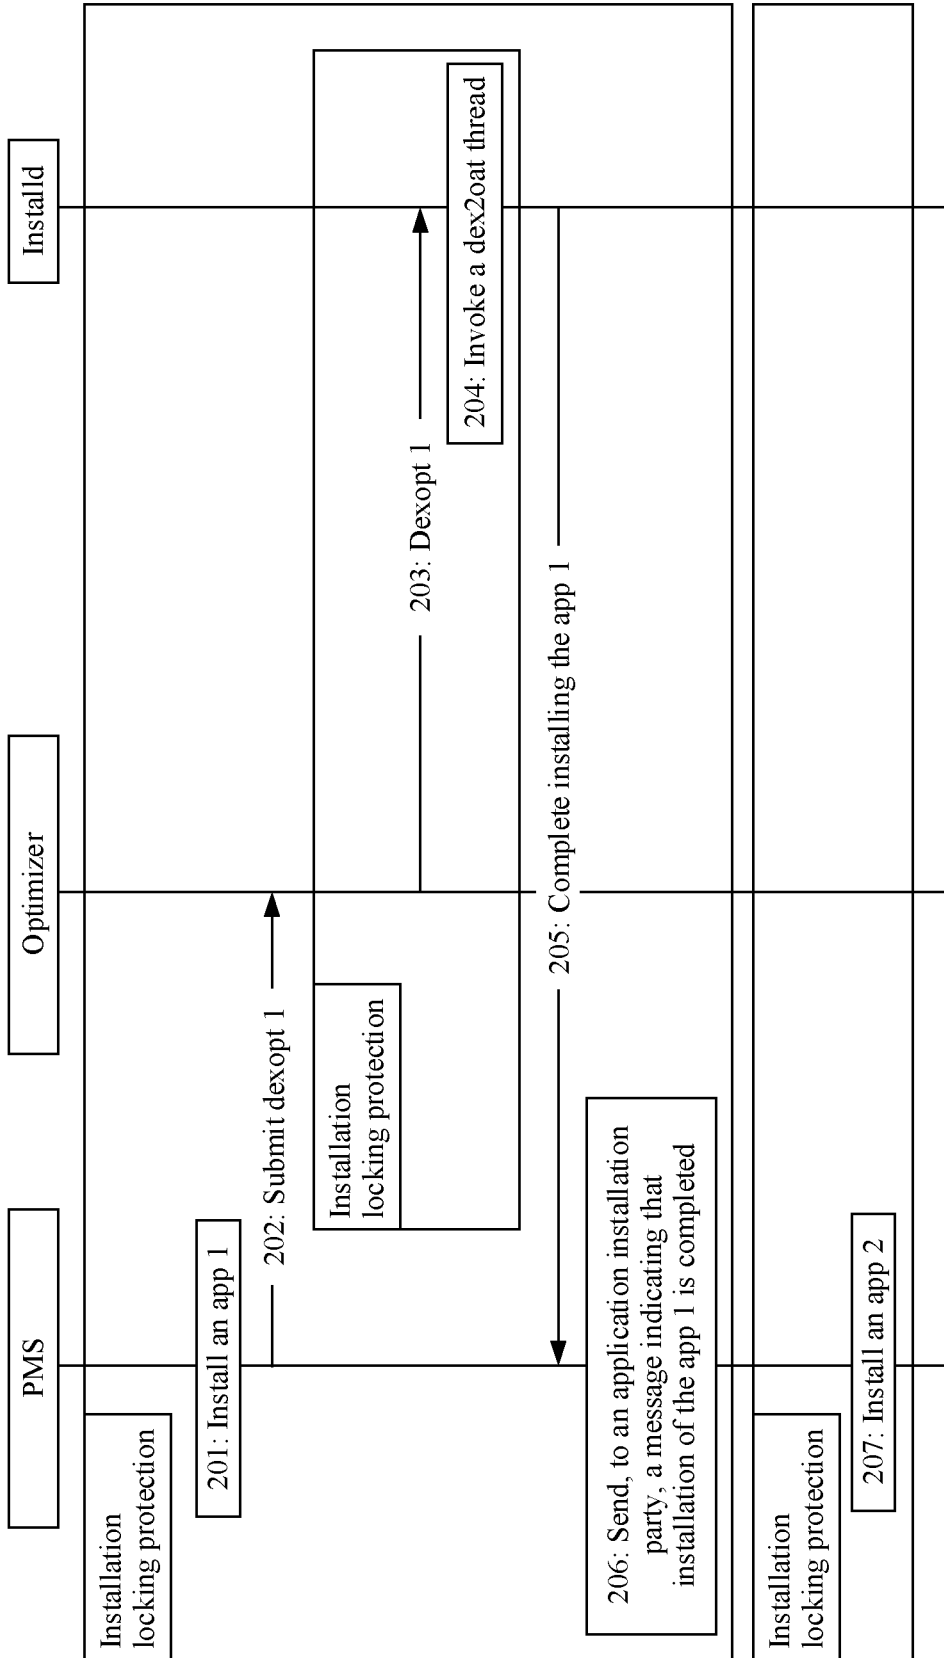 PMS
Optimizer
Installd
Installation
locking protection
201: Install an app 1
202: Submit dexopt 1
Installation
locking protection
203: Dexopt 1
204: Invoke a dex2oat thread
205: Complete installing the app 1
206: Send, to an application installation
party, a message indicating that
installation of the app 1 is completed
Installation
locking protection
207: Install an app 2